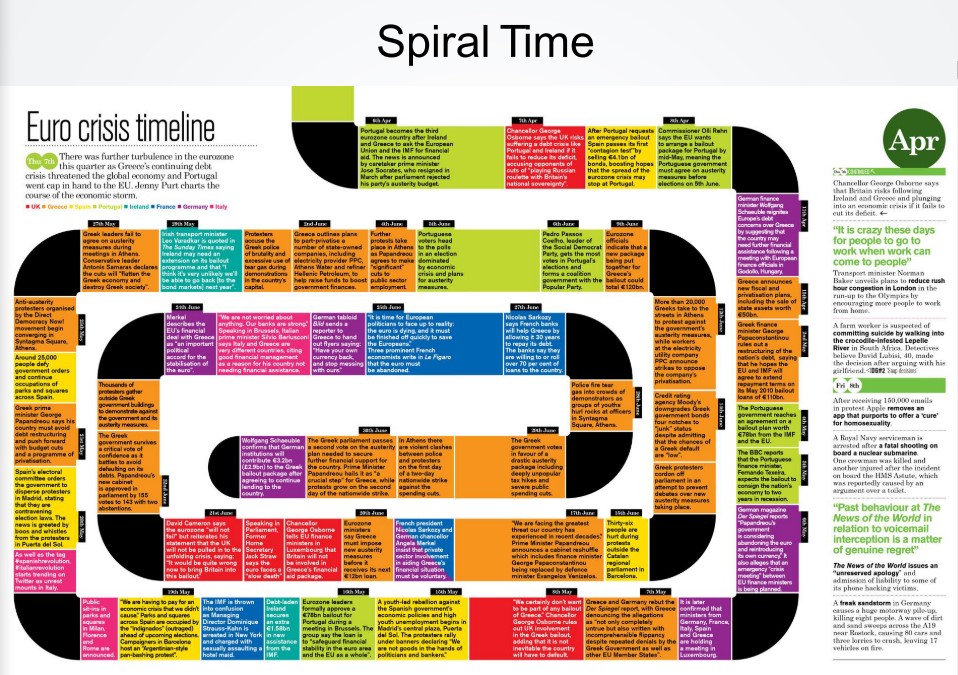 Spiral Time
Euro crisis timeline
Thu 7th There was further turbulence in the eurozone
this quarter as Greece's continuing debt
crisis threatened the global economy and Portugal
went cap in hand to the EU. Jenny Purt charts the
course of the economic storm.
UK Greece Spain Portugal Ireland France Germany Italy
6th Apr
Portugal becomes the third
eurozone country after Ireland
and Greece to ask the European
Union and the IMF for financial
aid. The news is announced
by caretaker prime minister
Jose Socrates, who resigned in
March after parliament rejected
his party's austerity budget.
7th Apr
Chancellor George
Osborne says the UK risks
suffering a debt crisis like
Portugal and Ireland if it
fails to reduce its deficit,
accusing opponents of
cuts of "playing Russian
roulette with Britain's
national sovereignty".
After Portugal requests
an emergency bailout
Spain passes its first
"contagion test" by
selling €4.1bn of
bonds, boosting hopes
that the spread of the
eurozone crisis may
stop at Portugal.
Commissioner Olli Rehn
says the EU wants
to arrange a bailout
package for Portugal by
mid-May, meaning the
Portuguese government
must agree on austerity
measures before
elections on 5th June.
German finance
minister Wolfgang
Schaeuble reignites
Europe's debt
concerns over Greece
by suggesting that
the country may
need further financial
assistance following a
meeting with European
finance officials in
Godollo, Hungary.
Greece announces
new fiscal and
privatisation plans,
including the sale of
state assets worth
€50bn.
Greek finance
minister George
Papaconstantinou
rules out a
restructuring of the
nation's debt, saying
that he hopes the
EU and IMF will
agree to extend
repayment terms on
its May 2010 bailout
loans of €110bn.
The Portuguese
government reaches
an agreement on a
bailout plan worth
€78bn from the IMF
and the EU.
The BBC reports
that the Portuguese
finance minister,
Fernando Teixeira,
expects the bailout to
consign the nation's
economy to two
years in recession.
German magazine
Der Spiegel reports
"Papandreou's
government
is considering
abandoning the euro
and reintroducing
its own currency." It
also alleges that an
emergency "crisis
meeting" between
EU finance ministers
is being planned.
It is later
confirmed that
ministers from
Germany, France,
Italy, Spain
and Greece
are holding
a meeting in
Luxembourg.
7th May
Greece and Germany rebut the
Der Spiegel report, with Greece
denouncing the allegations
as "not only completely
untrue but also written with
incomprehensible flippancy
despite repeated denials by the
Greek Government as well as
other EU Member States".
8th May
"We certainly don't
want to be part of any bailout
of Greece." Chancellor
George Osborne rules
out UK involvement
in the Greek bailout,
adding that it is not
inevitable the country
will have to default.
15th May
A youth-led rebellion against
the Spanish government's
economic policies and high
youth unemployment begins in
Madrid's central plaza, Puerta
del Sol. The protesters rally
under banners declaring "We
are not goods in the hands of
politicians and bankers."
16th May
Eurozone leaders
formally approve a
€78bn bailout for
Portugal during a
meeting in Brussels. The
group say the loan is
to "safeguard financial
stability in the euro area
and the EU as a whole".
Debt-laden
Ireland
secures
an extra
in new
assistance
from the
IMF.
The IMF is thrown
into confusion
as Managing
Director Dominique
Strauss-Kahn is
arrested in New York
and charged with
sexually assaulting a
hotel maid.
19th May
"We are having to pay for an
economic crisis that we didn't
cause." Parks and squares
across Spain are occupied by
the "indignados" (outraged)
ahead of upcoming elections.
Campaigners in Barcelona
host an "Argentinian-style
pan-bashing protest".
Public
sit-ins in
parks and
squares
in Milan,
Florence
and
Rome are
announced.
As well as the tag
#spanishrevolution,
#italianrevolution
starts trending on
Twitter as unrest
mounts in Italy.
Spain's electoral
committee orders
the government to
disperse protesters
in Madrid, stating
that they are
contravening
election laws. The
news is greeted by
boos and whistles
from the protesters
in Puerta del Sol.
Greek prime
minister George
Papandreou says his
country must avoid
debt restructuring
and push forward
with budget cuts
and a programme of
privatisation.
Around 25,000
people defy
government orders
and continue
occupations of
parks and squares
across Spain.
Anti-austerity
protesters organised
by the Direct
Democracy Now!
movement begin
converging in
Syntagma Square,
Athens.
27th May
Greek leaders fail to
agree on austerity
measures during
meetings in Athens.
Conservative leader
Antonis Samaras declares
the cuts will "flatten the
Greek economy and
destroy Greek society".
28th May
Irish transport minister
Leo Varadkar is quoted in
The Sunday Times saying
Ireland may need an
extension on its bailout
programme and that "I
think it's very unlikely we'll
be able to go back [to the
bond markets] next year".
Protesters
accuse the
Greek police
of brutality and
excessive use of
tear gas during
demonstrations
in the country's
capital.
2nd June
Greece outlines plans
to part-privatise a
number of state-owned
companies, including
electricity provider PPC,
Athens Water and refiner
Hellenic Petroleum, to
help raise funds to boost
government finances.
4th June
Further
protests take
place in Athens
as Papandreou
agrees to make
"significant"
cuts to
public sector
employment.
5th June
Portuguese
voters head
to the polls
in an election
dominated
by economic
crisis and plans
for austerity
measures.
6th June
Pedro Passos
Coelho, leader of
the Social Democrat
Party, gets the most
votes in Portugal's
elections and
forms a
coalition government
with the Popular Party.
9th June
Eurozone
officials
indicate that a
new package
being put
together for
Greece's
bailout could
total €120bn.
More than 20,000
Greeks take to the
streets in Athens
to protest against
the government's
austerity measures,
while workers
at the electricity
utility company
PPC announce
strikes to oppose
the company's
privatisation.
Credit rating
agency Moody's
downgrades Greek
government bonds
four notches to
"junk" status
despite admitting
that the chances of
a Greek default
are "low".
Greek protesters
cordon off
parliament in an
attempt to prevent
debates over new
austerity measures
taking place.
15th June
Thirty-six
people are
hurt during
protests
outside the
Catalan
regional
parliament in
Barcelona.
17th June
"We are facing the greatest
threat our country has
experienced in recent decades."
Prime Minister Papandreou
announces a cabinet reshuffle
which includes finance minister
George Papaconstantinou
being replaced by defence
minister Evangelos Venizelos.
French president
Nicolas Sarkozy and
German chancellor
Angela Merkel
insist that private
sector involvement
in aiding Greece's
financial situation
must be voluntary.
20th June
Eurozone
ministers
say Greece
must impose
new austerity
measures
before it
receives its next
€12bn loan.
Chancellor
George Osborne
tells EU finance
ministers in
Luxembourg that
Britain will not
be involved in
Greece's financial
aid package.
Speaking in
Parliament,
Former
Home
Secretary
Jack Straw
says the
euro faces a
"slow death"
21st June
David Cameron says
the eurozone "will not
fail" but reiterates his
statement that the UK
will not be pulled in to the
unfolding crisis, saying:
"It would be quite wrong
now to bring Britain into
this bailout."
22nd June
The Greek
government survives
a critical vote of
confidence as it
battles to avoid
defaulting on its
debts. Papandreou's
new cabinet
is approved in
parliament by 155
votes to 143 with two
abstentions.
Thousands of
protesters gather
outside Greek
government buildings
to demonstrate against
the government and its
austerity measures.
24th June
Merkel
describes the
EU's financial
deal with Greece
as "an important
political
accord for the
stabilisation of
the euro".
"We are not worried about
anything. Our banks are strong"
Speaking in Brussels, Italian
prime minister Silvio Berlusconi
says Italy and Greece are
very different countries, citing
good financial management
as a reason for his country not
needing financial assistance.
German tabloid
Bild sends a
reporter to
Greece to hand
out flyers saying:
"Have your own
currency back,
and stop messing
with ours."
25th June
"It is time for European
politicians to face up to reality:
the euro is dying, and it must
be finished off quickly to save
the Europeans."
Three prominent French
economists write in Le Figaro
that the euro must
be abandoned.
27th June
Nicolas Sarkozy
says French banks
will help Greece by
allowing it 30 years
to repay its debt.
The banks say they
are willing to or roll
over 70 per cent of
loans to the country.
28th June
Police fire tear
gas into crowds of
demonstrators as
groups of youths
hurl rocks at officers
in Syntagma
Square, Athens.
29th June
The Greek
government votes
in favour of a
drastic austerity
package including
deeply unpopular
tax hikes and
severe public
spending cuts.
In Athens there
are violent clashes
between police
and protesters
on the first day
of a two-day
nationwide strike
against the
spending cuts.
30th June
The Greek parliament passes
a second vote on the austerity
plan needed to secure
further financial support for
the country. Prime Minister
Papandreou hails it as "a
crucial step" for Greece, while
protests grow on the second
day of the nationwide strike.
Wolfgang Schaeuble
confirms that German
institutions will
contribute €3.2bn
(£2.9bn) to the Greek
bailout package after
agreeing to continue
lending to the
country.
Apr
Chancellor George Osborne says
that Britain risks following
Ireland and Greece and plunging
into an economic crisis if it fails to
cut its deficit. ←
"It is crazy these days
for people to go to
work when work can
come to people"
Transport minister Norman
Baker unveils plans to reduce rush
hour congestion in London in the
run-up to the Olympics by
encouraging more people to work
from home.
A farm worker is suspected of
committing suicide by walking into
the crocodile-infested Lepelle
River in South Africa. Detectives
believe David Lubisi, 40, made
the decision after arguing with his
girlfriend.
Fri 8th
After receiving 150,000 emails
in protest Apple removes an
app that purports to offer a 'cure'
for homosexuality.
A Royal Navy serviceman is
arrested after a fatal shooting on
board a nuclear submarine.
One crewman was killed and
another injured after the incident
on board the HMS Astute, which
was reportedly caused by an
argument over a toilet.
"Past behaviour at The
News of the World in
relation to voicemail
interception is a matter
of genuine regret"
The News of the World issues an
"unreserved apology" and
admission of liability to some of
its phone hacking victims.
A freak sandstorm in Germany
causes a huge motorway pile-up,
killing eight people. A wave of dirt
and sand sweeps across the A19
near Rostock, causing 80 cars and
three lorries to crash, leaving 17
vehicles on fire.